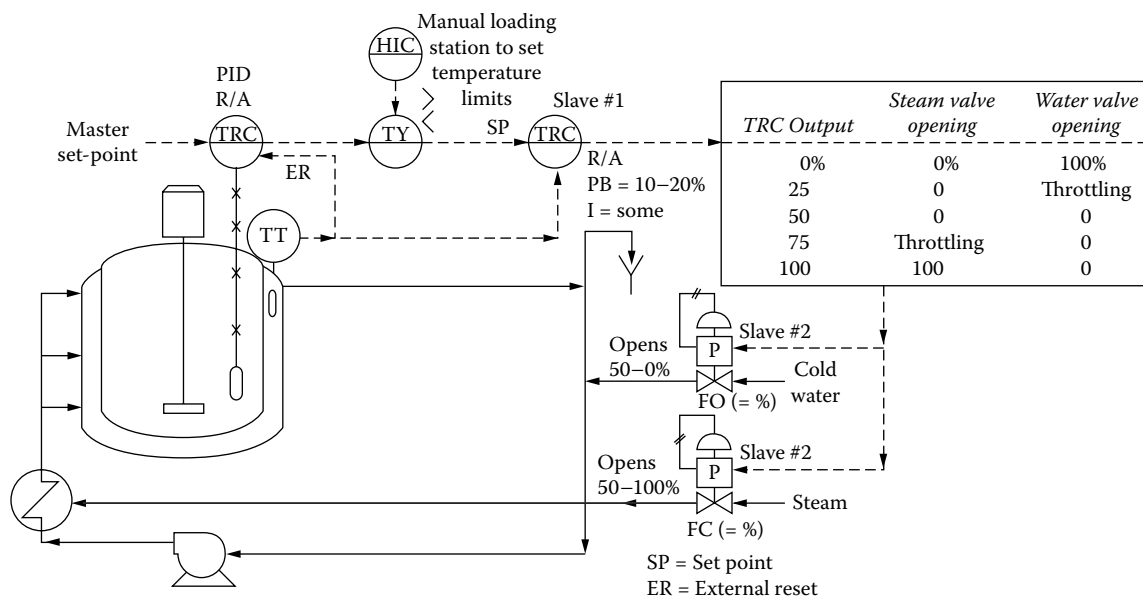 Manual loading
station to set
temperature
limits
HIC
PID
R/A
Slave #1
Master
set-point
TRC
TY
SP
TRC
ER
R/A
PB = 10–20%
I = some
TT
TRC Output
Steam valve
opening
Water valve
opening
0% 0% 100%
25 0 Throttling
50 0 0
75 Throttling 0
100 100 0
Slave #2
P
Opens
50–0%
Cold
water
FO (= %)
Slave #2
P
Opens
50–100%
Steam
FC (= %)
SP = Set point
ER = External reset